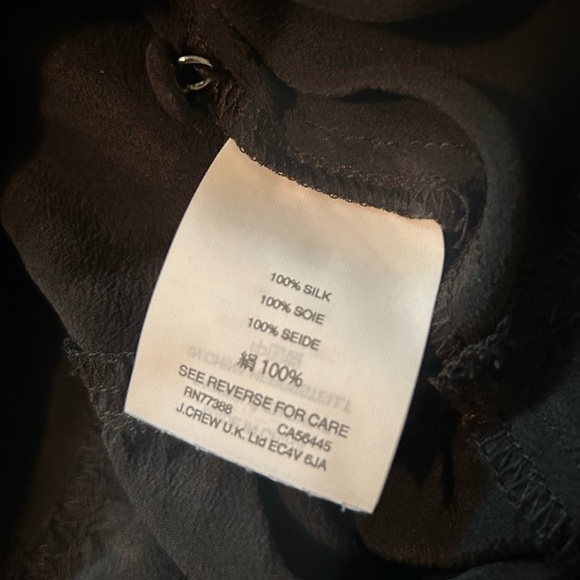 100% SILK
100% SOIE
100% SEIDE
絹 100%
SEE REVERSE FOR CARE
RN77388 CA56445
J.CREW U.K. Ltd EC4V 6JA